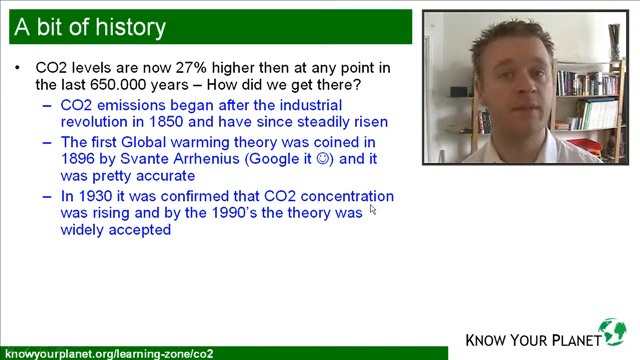 A bit of history
• CO2 levels are now 27% higher then at any point in
the last 650.000 years – How did we get there?
– CO2 emissions began after the industrial
revolution in 1850 and have since steadily risen
– The first Global warming theory was coined in
1896 by Svante Arrhenius (Google it ☺) and it
was pretty accurate
– In 1930 it was confirmed that CO2 concentration
was rising and by the 1990's the theory was
widely accepted
knowyourplanet.org/learning-zone/co2
KNOW YOUR PLANET